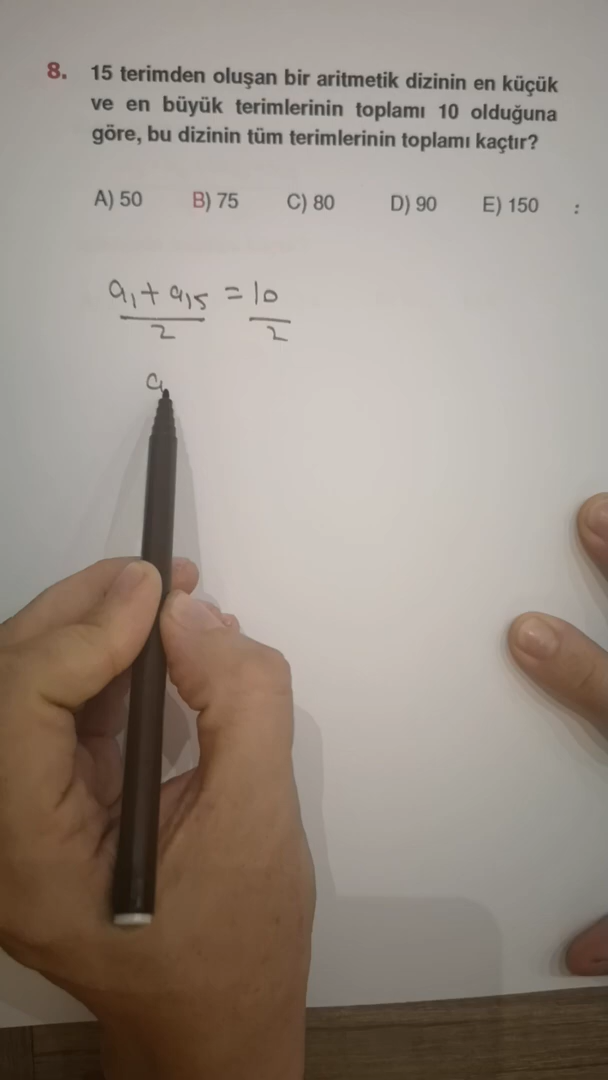 8. 15 terimden oluşan bir aritmetik dizinin en küçük
ve en büyük terimlerinin toplamı 10 olduğuna
göre, bu dizinin tüm terimlerinin toplamı kaçtır?
A) 50 B) 75 C) 80 D) 90 E) 150 :
a₁ + a₁₅ = 10
2 2
a